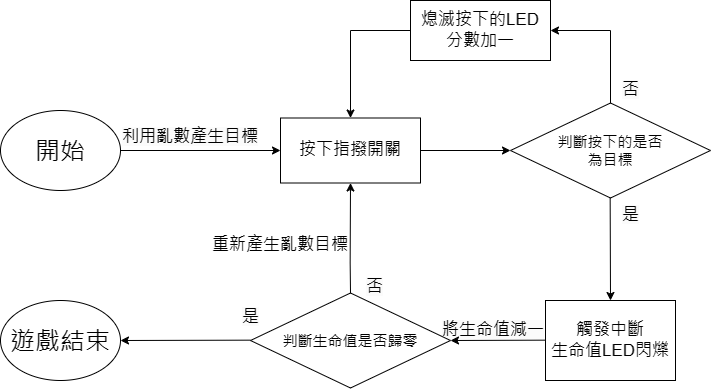 熄滅按下的LED
分數加一
否
開始
利用亂數產生目標
按下指撥開關
判斷按下的是否
為目標
是
重新產生亂數目標
否
遊戲結束
是
判斷生命值是否歸零
將生命值減一
觸發中斷
生命值LED閃爍